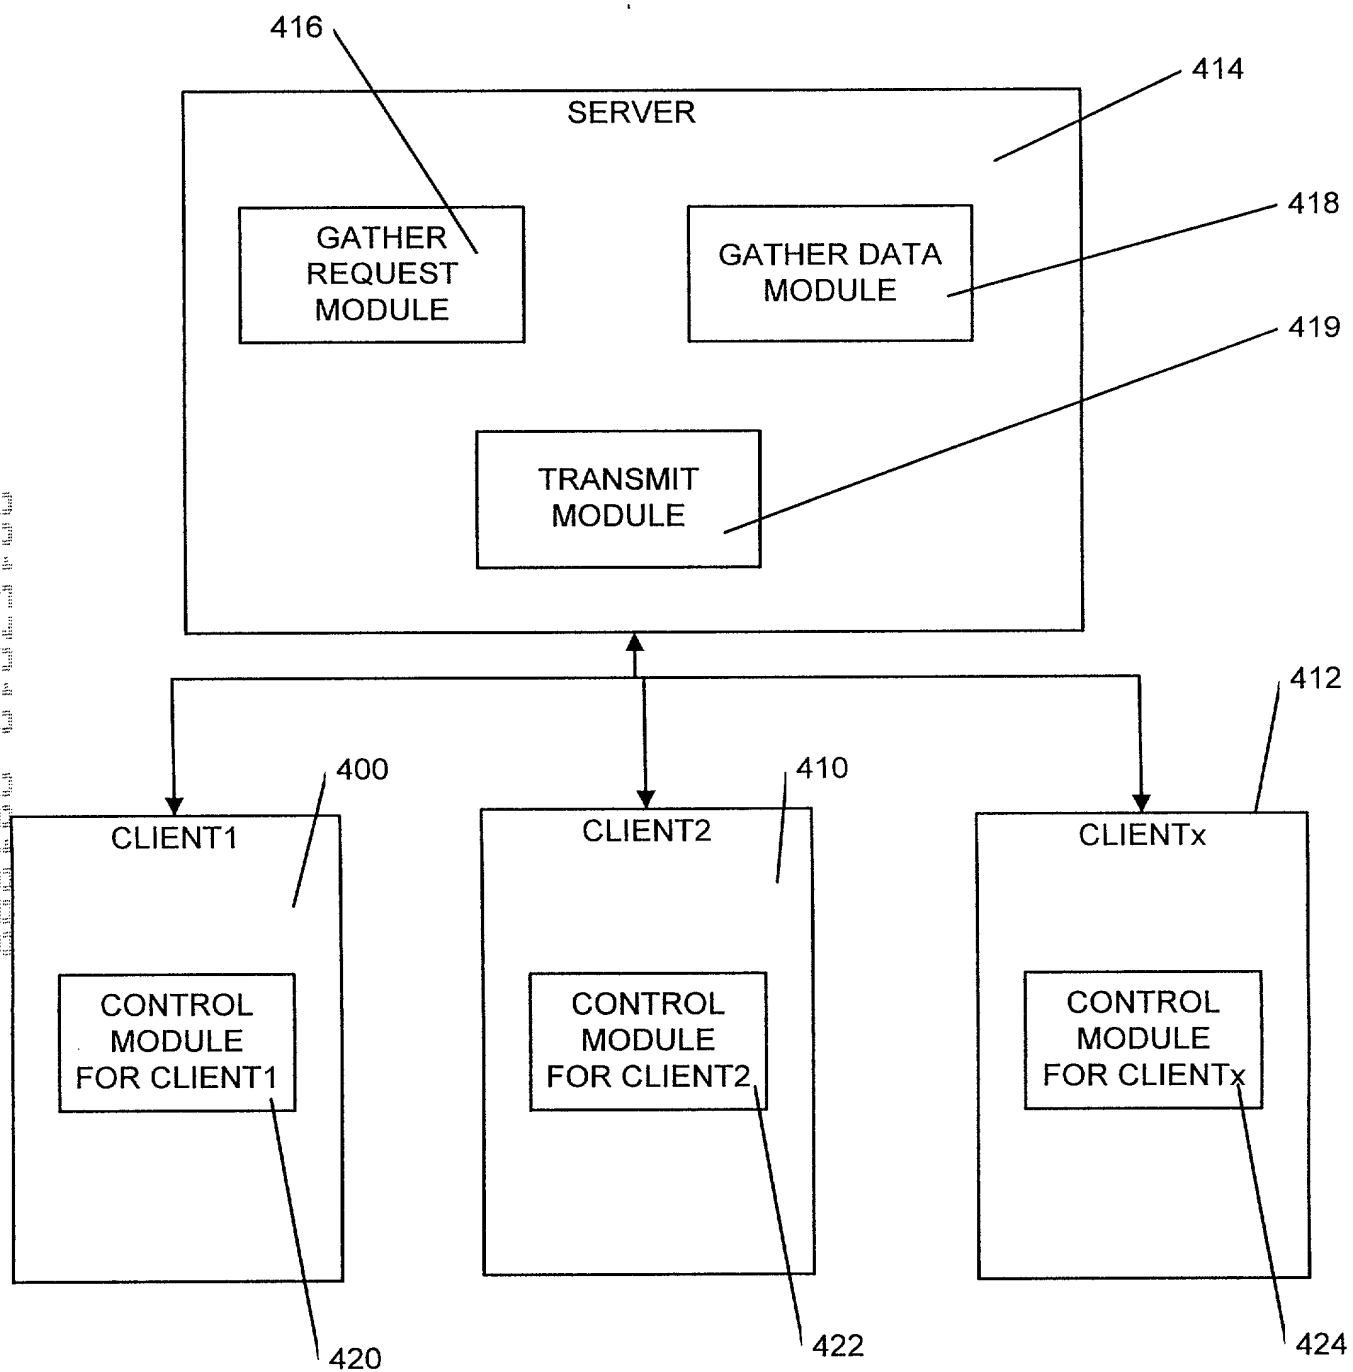 416
414
SERVER
418
GATHER
REQUEST
MODULE
GATHER DATA
MODULE
419
TRANSMIT
MODULE
412
400
410
CLIENT1
CLIENT2
CLIENTx
CONTROL
MODULE
FOR CLIENT1
CONTROL
MODULE
FOR CLIENT2
CONTROL
MODULE
FOR CLIENTx
420
422
424